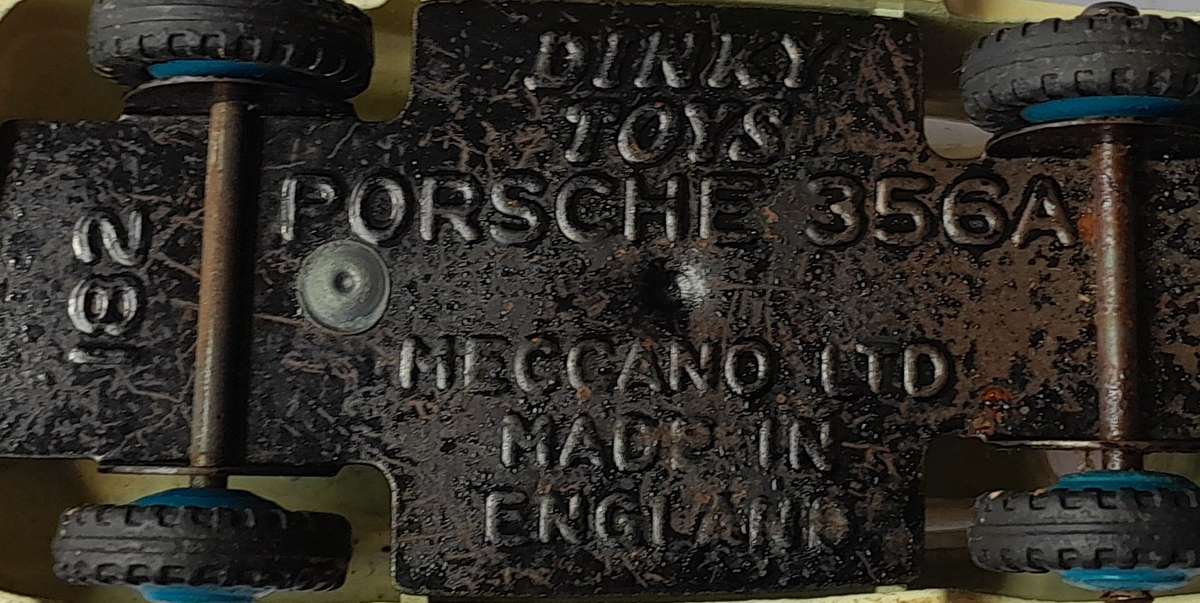 DINKY
TOYS
PORSCHE 356A
182
MECCANO LTD
MADE IN
ENGLAND